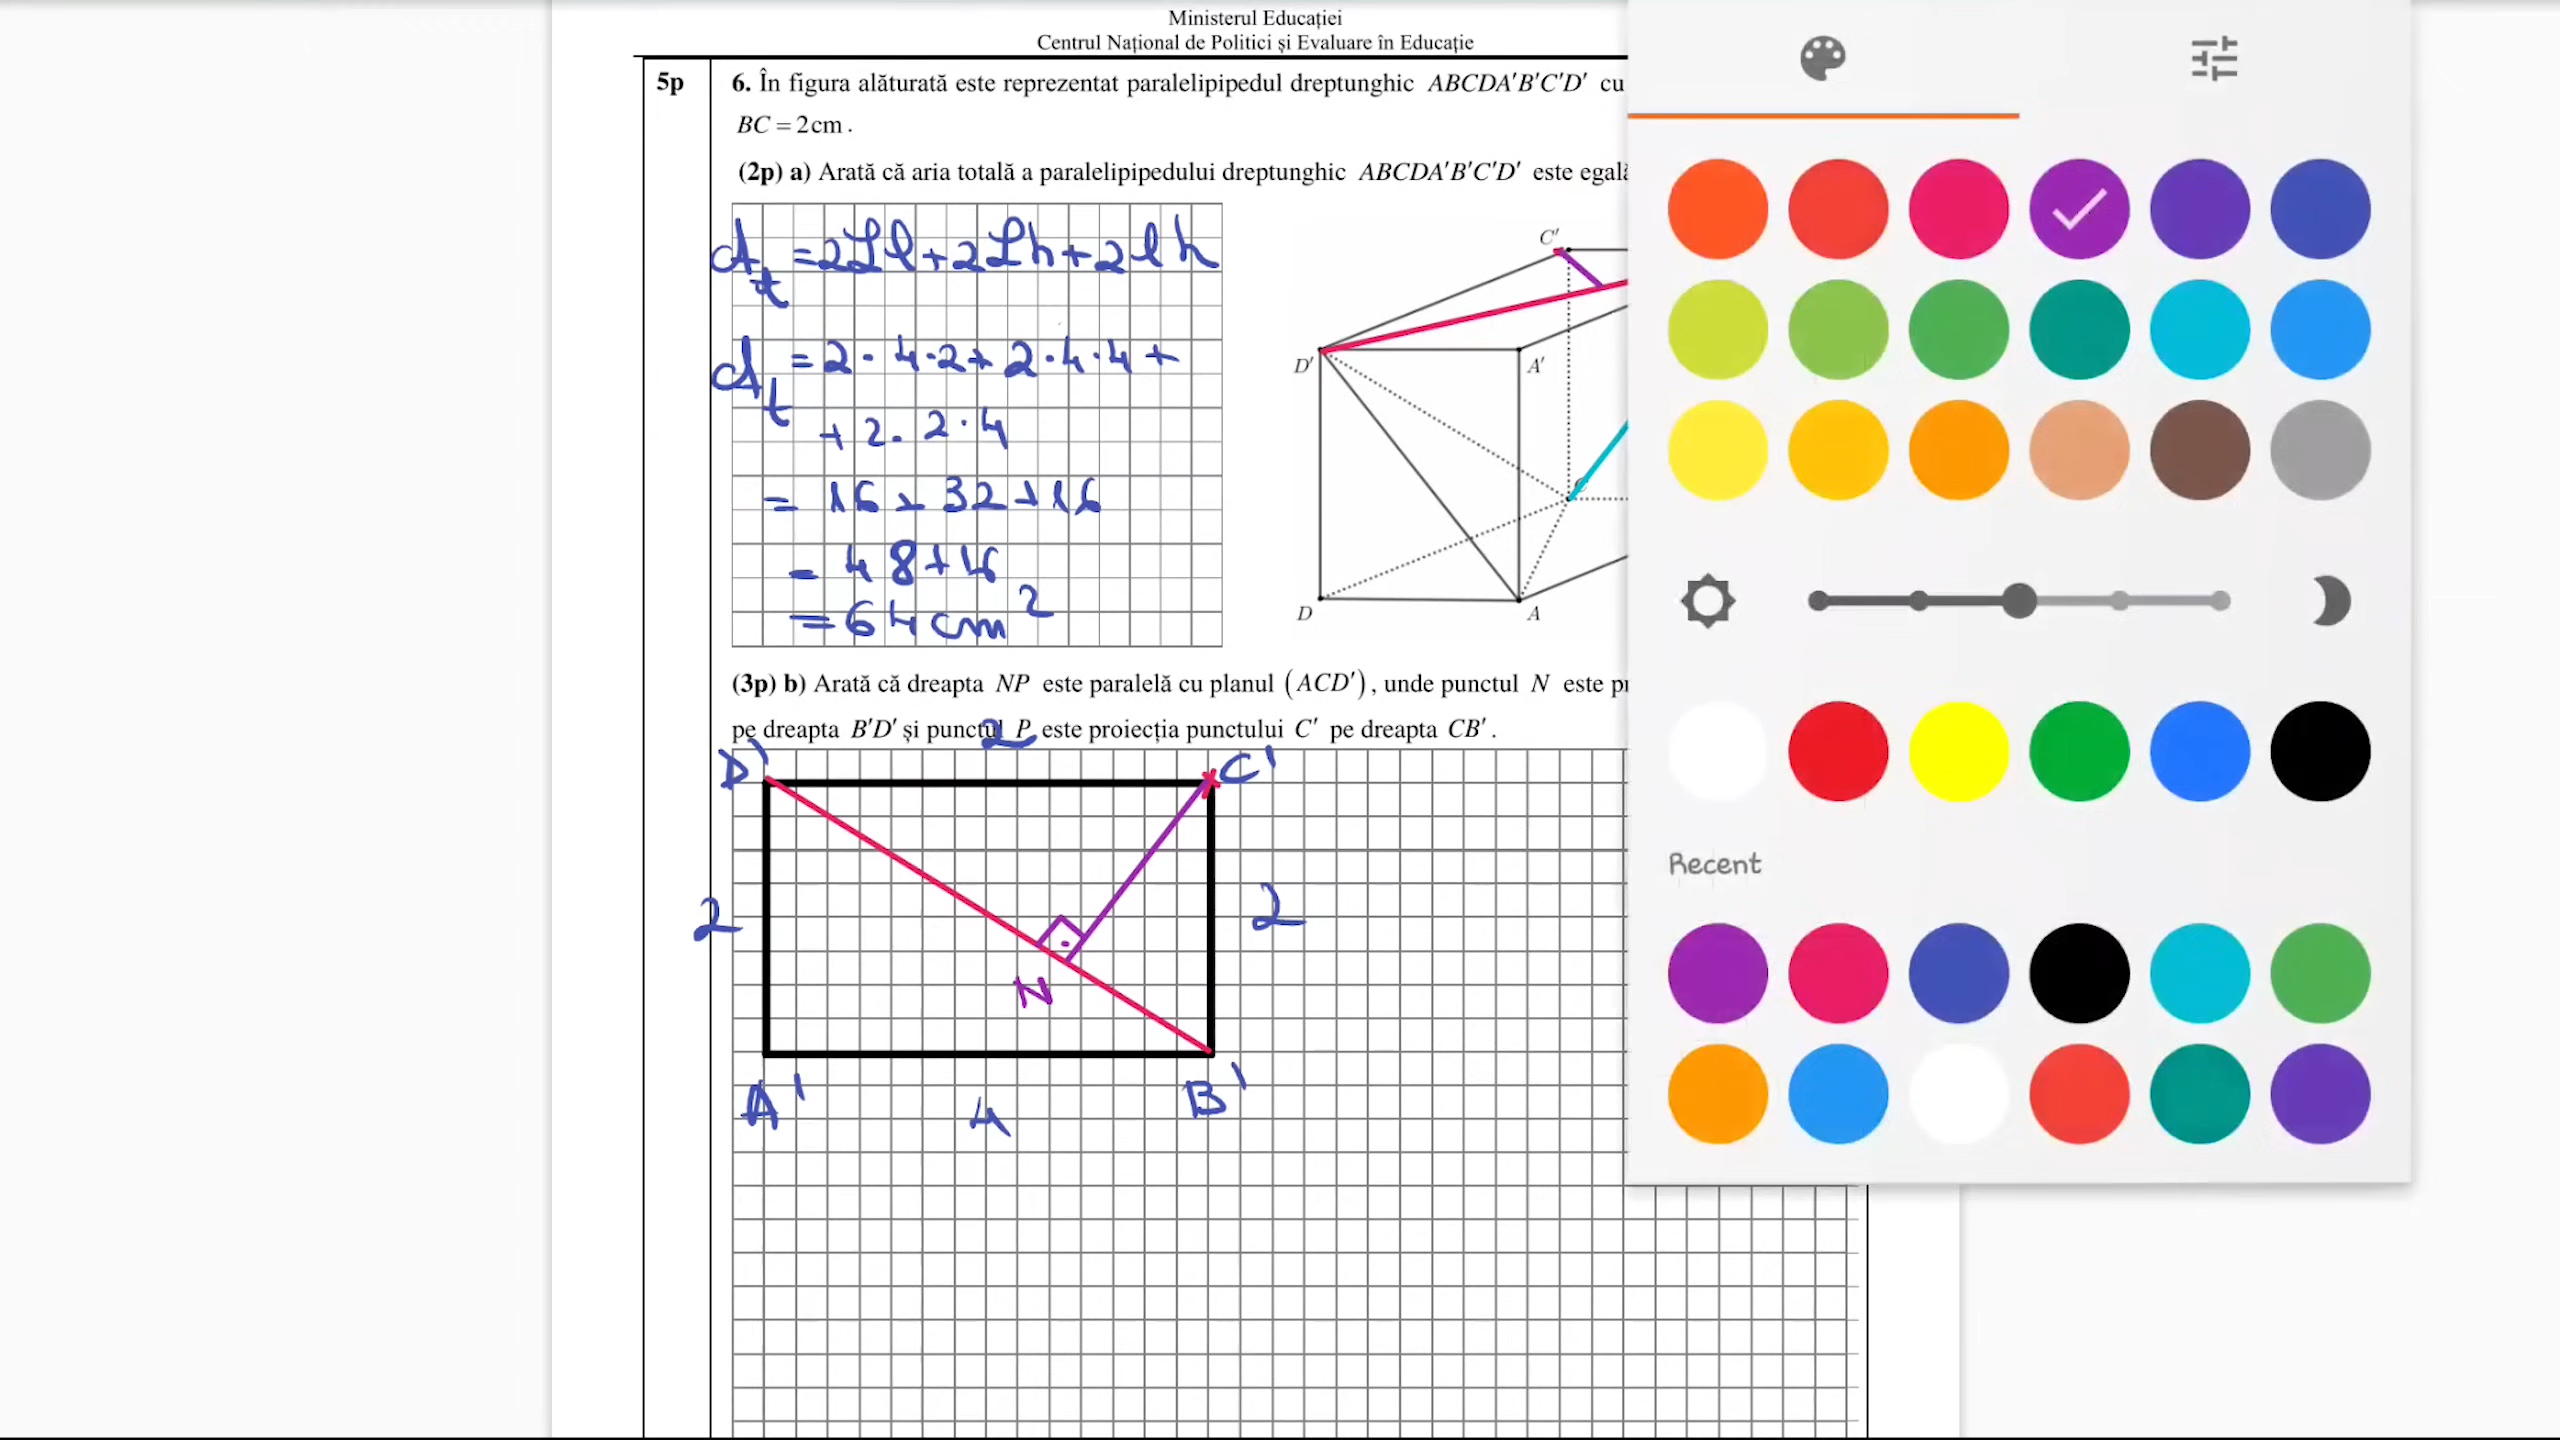 Ministerul Educației
Centrul Național de Politici și Evaluare în Educație
5p
6. În figura alăturată este reprezentat paralelipipedul dreptunghic ABCDA'B'C'D' cu
BC = 2cm .
(2p) a) Arată că aria totală a paralelipipedului dreptunghic ABCDA'B'C'D' este egală
At = 2Ll + 2Lh + 2lh
At = 2 · 4 · 2 + 2 · 4 · 4 +
+ 2 · 2 · 4
= 16 + 32 + 16
= 48 + 16
= 64 cm²
C'
D'
A'
D
A
(3p) b) Arată că dreapta NP este paralelă cu planul (ACD'), unde punctul N este
pe dreapta B'D' și punctul P este proiecția punctului C' pe dreapta CB'.
2
D'
C'
2
2
N
A'
4
B'
Recent